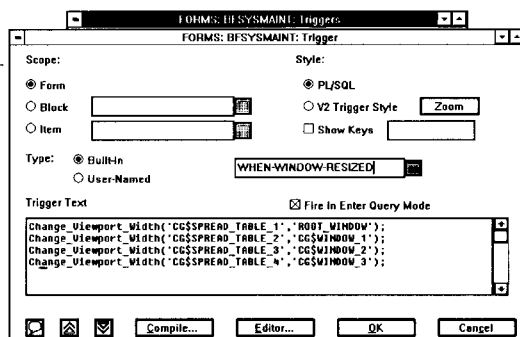 FORMS: BFSYSMAINT: Triggers
FORMS: BFSYSMAINT: Trigger
Scope:
Style:
Form
PL/SQL
Block
V2 Trigger Style
Zoom
Item
Show Keys
Type:
Built-In
WHEN-WINDOW-RESIZED
User-Named
Trigger Text
Fire in Enter Query Mode
Change_Viewport_Width('CG$SPREAD_TABLE_1','ROOT_WINDOW');
Change_Viewport_Width('CG$SPREAD_TABLE_2','CG$WINDOW_1');
Change_Viewport_Width('CG$SPREAD_TABLE_3','CG$WINDOW_2');
Change_Viewport_Width('CG$SPREAD_TABLE_4','CG$WINDOW_3');
Compile...
Editor...
OK
Cancel